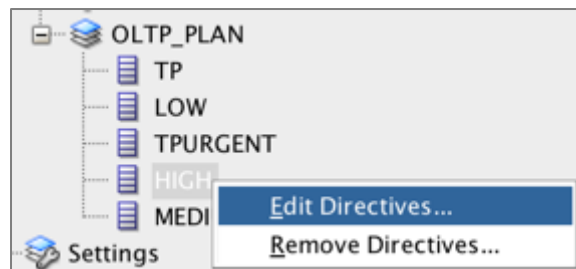 OLTP_PLAN
TP
LOW
TPURGENT
HIGH
Edit Directives...
MEDI
Remove Directives...
Settings